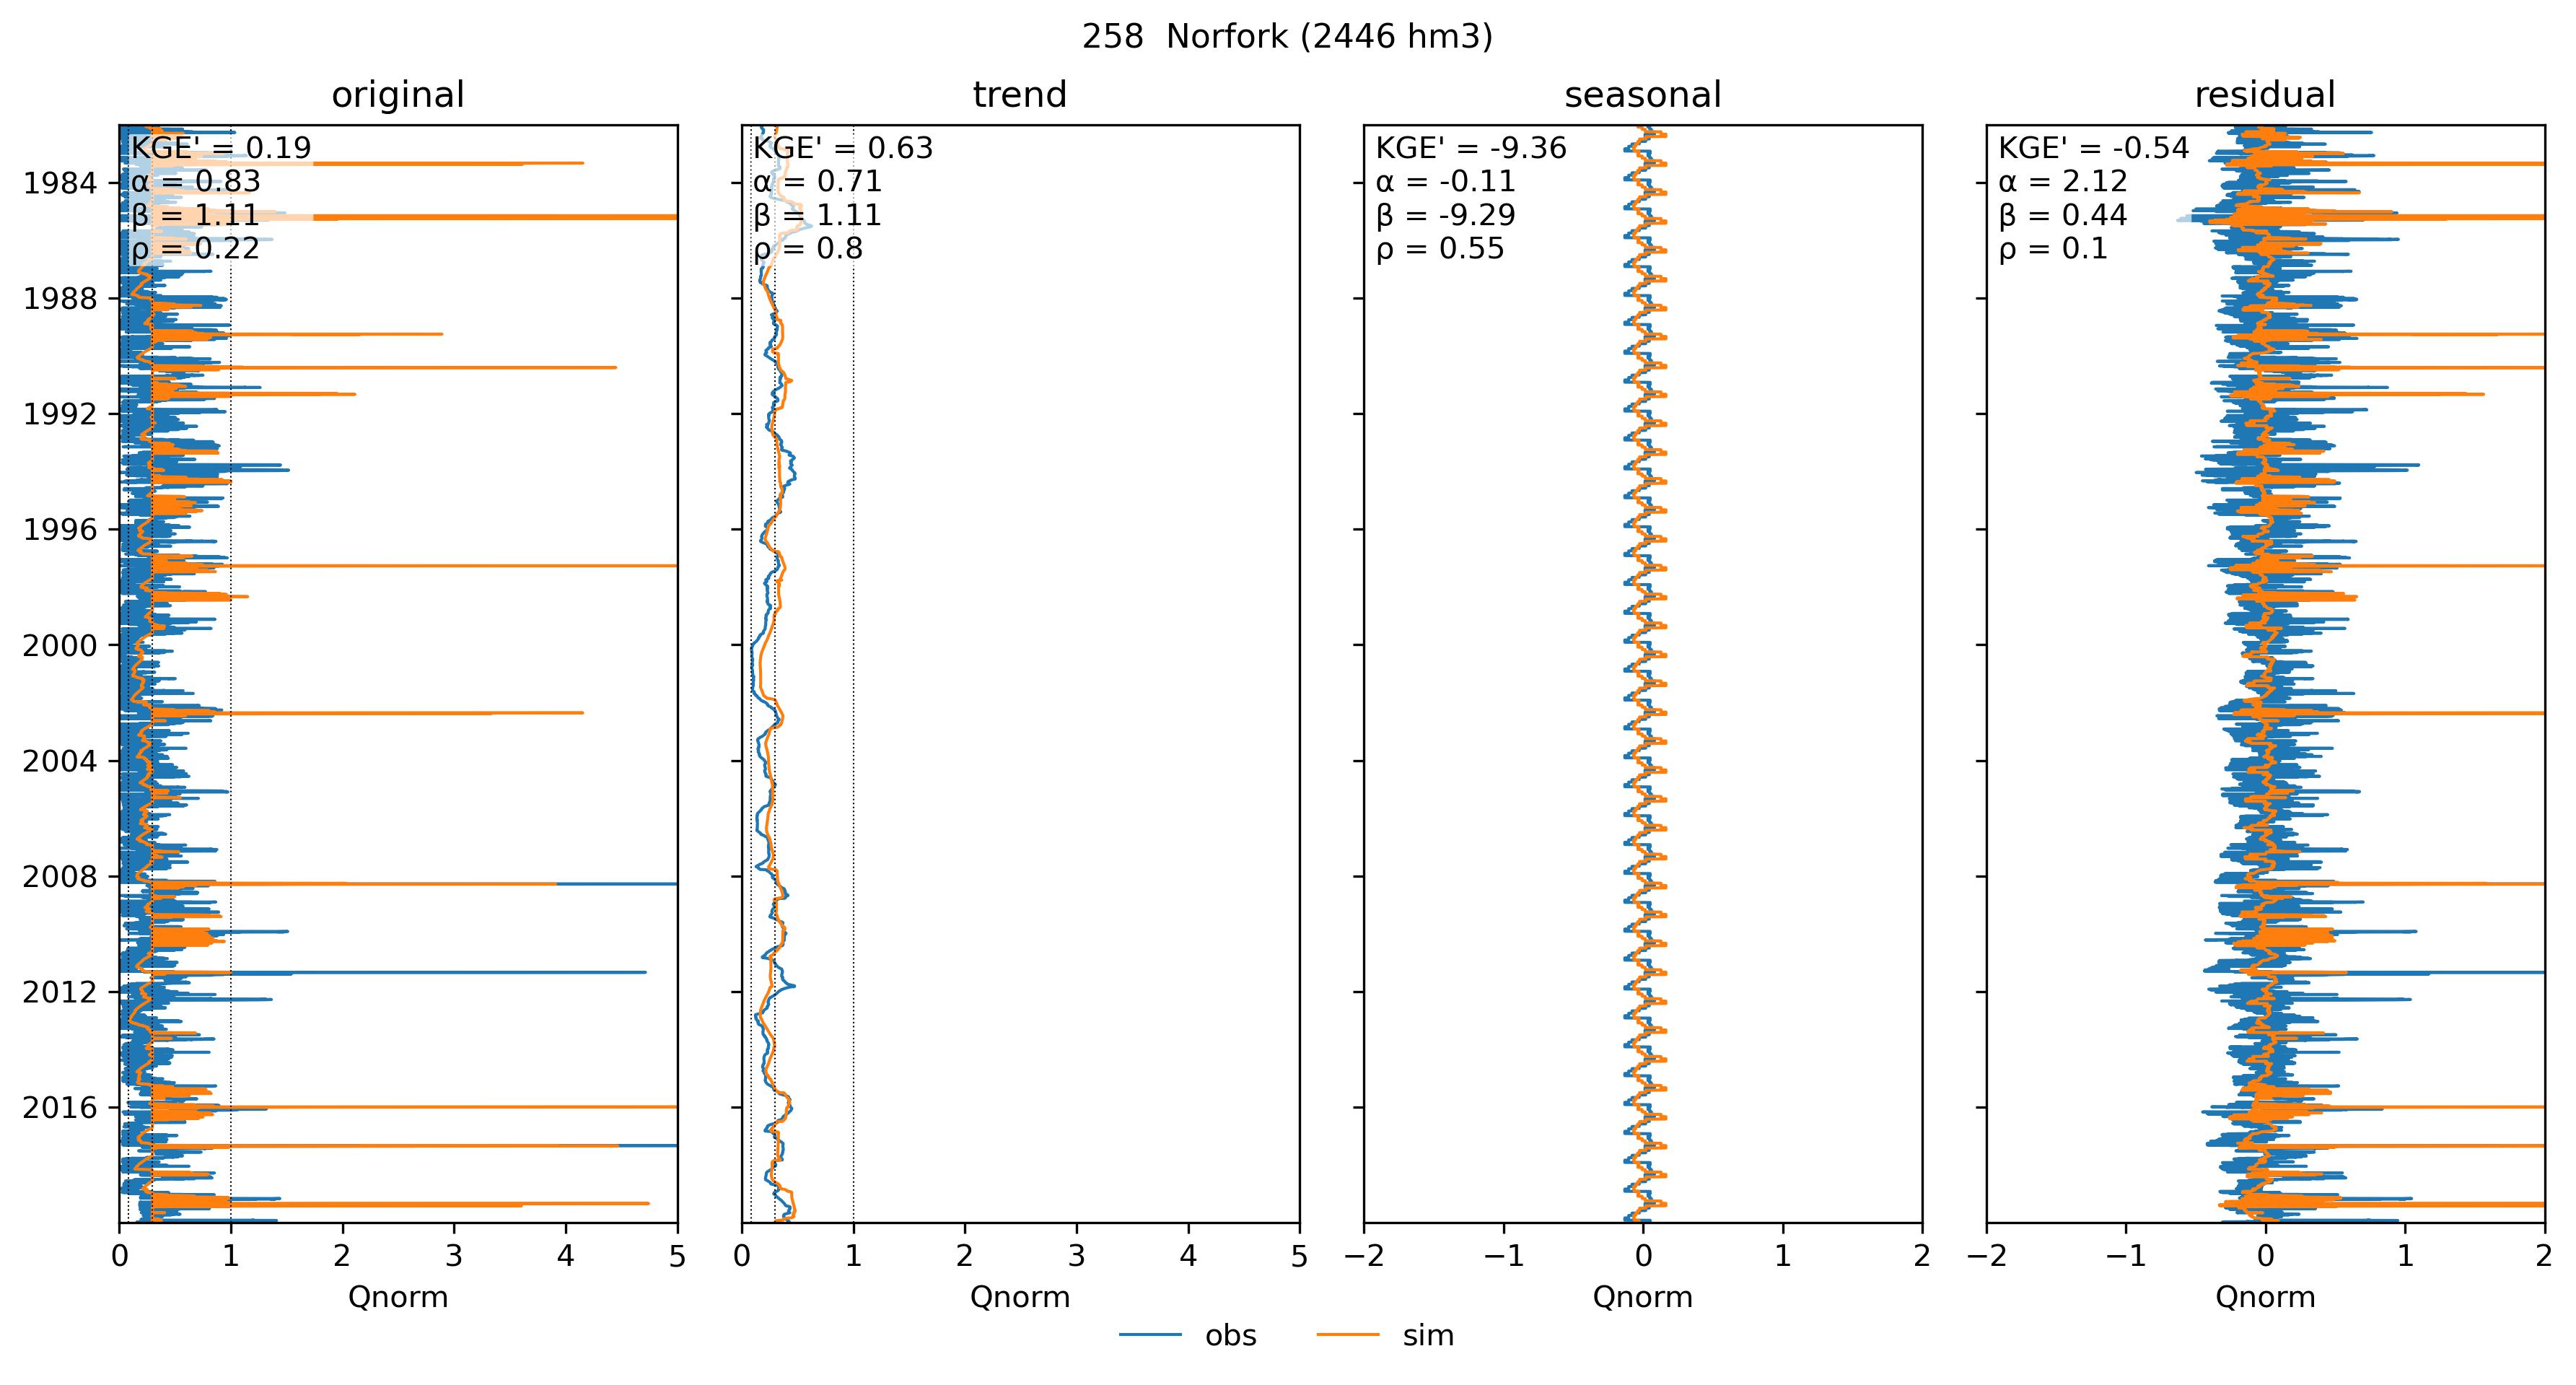 258  Norfork (2446 hm3)
original
trend
seasonal
residual
KGE' = 0.19
α = 0.83
β = 1.11
ρ = 0.22
KGE' = 0.63
α = 0.71
β = 1.11
ρ = 0.8
KGE' = -9.36
α = -0.11
β = -9.29
ρ = 0.55
KGE' = -0.54
α = 2.12
β = 0.44
ρ = 0.1
1984
1988
1992
1996
2000
2004
2008
2012
2016
0 1 2 3 4 5
0 1 2 3 4 5
−2 −1 0 1 2
−2 −1 0 1 2
Qnorm
Qnorm
Qnorm
Qnorm
obs
sim